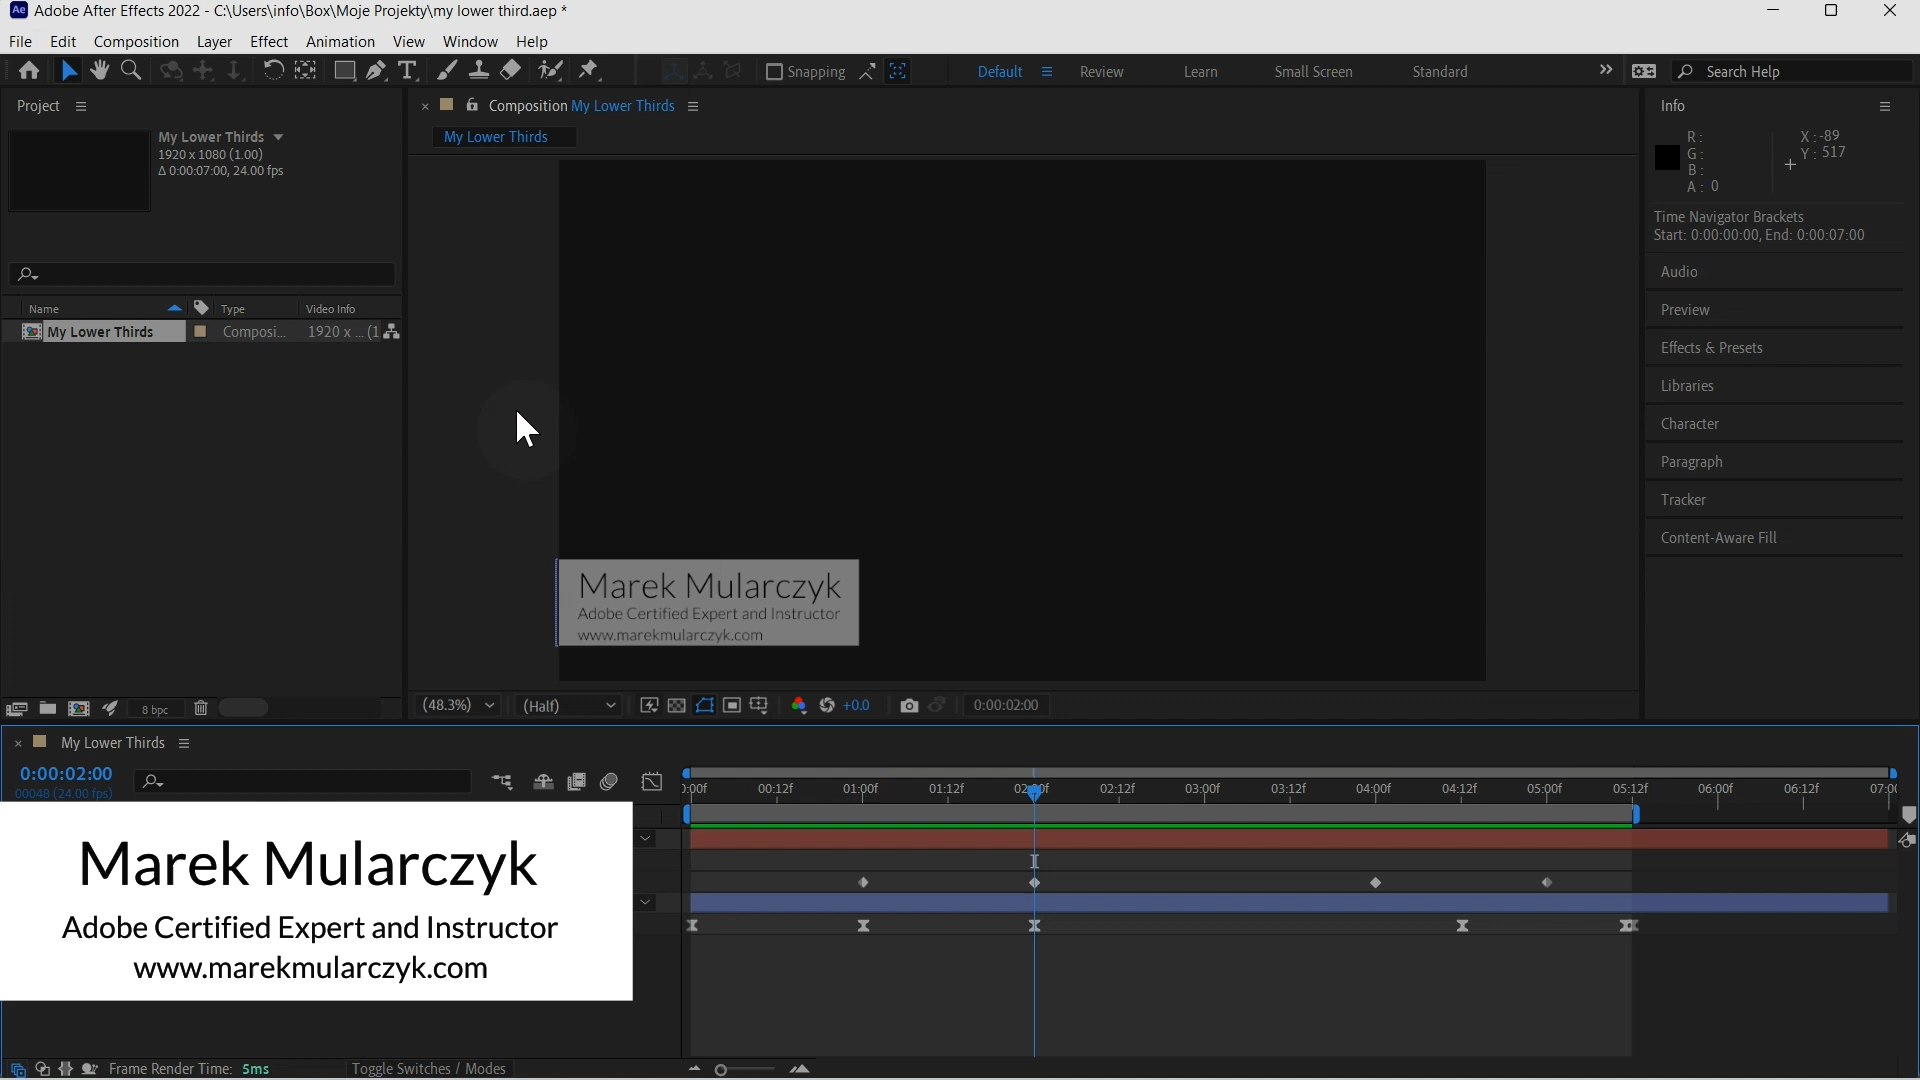 Ae Adobe After Effects 2022 - C:\Users\info\Box\Moje Projekty\my lower third.aep *
File Edit Composition Layer Effect Animation View Window Help
Snapping Default Review Learn Small Screen Standard Search Help
Project
My Lower Thirds
1920 x 1080 (1.00)
Δ 0:00:07:00, 24.00 fps
Name Type Video Info
My Lower Thirds Composi... 1920 x ... (1
8 bpc
Composition My Lower Thirds
My Lower Thirds
Marek Mularczyk
Adobe Certified Expert and Instructor
www.marekmularczyk.com
(48.3%) (Half) +0.0 0:00:02:00
Info
R :
G :
B :
A : 0
X : -89
Y : 517
Time Navigator Brackets
Start: 0:00:00:00, End: 0:00:07:00
Audio
Preview
Effects & Presets
Libraries
Character
Paragraph
Tracker
Content-Aware Fill
My Lower Thirds
0:00:02:00
00048 (24.00 fps)
00:12f 01:00f 01:12f 02:12f 03:00f 03:12f 04:00f 04:12f 05:00f 05:12f 06:00f 06:12f
Marek Mularczyk
Adobe Certified Expert and Instructor
www.marekmularczyk.com
Frame Render Time: 5ms Toggle Switches / Modes